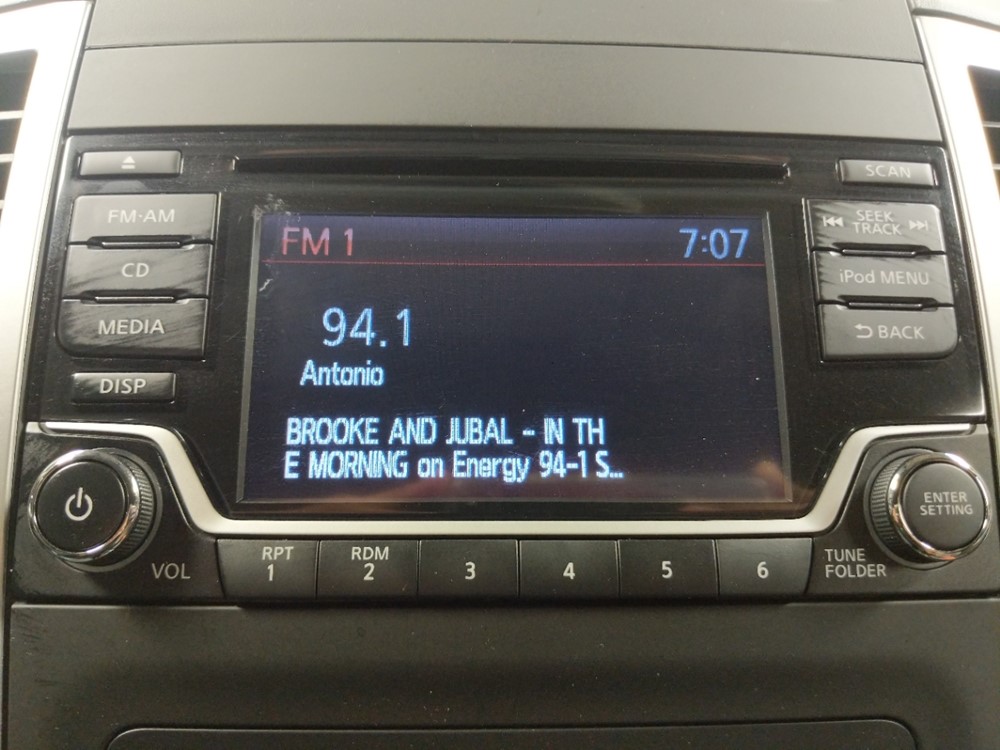 SCAN
FM·AM
SEEK
TRACK
FM 1 7:07
CD
iPod MENU
MEDIA
BACK
94.1
DISP
Antonio
BROOKE AND JUBAL - IN TH
E MORNING on Energy 94-1 S...
ENTER
SETTING
VOL
RPT
1
RDM
2
3
4
5
6
TUNE
FOLDER